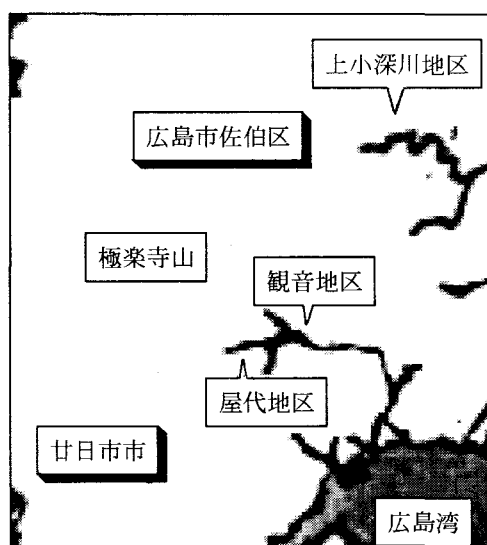 上小深川地区
広島市佐伯区
極楽寺山
観音地区
屋代地区
廿日市市
広島湾